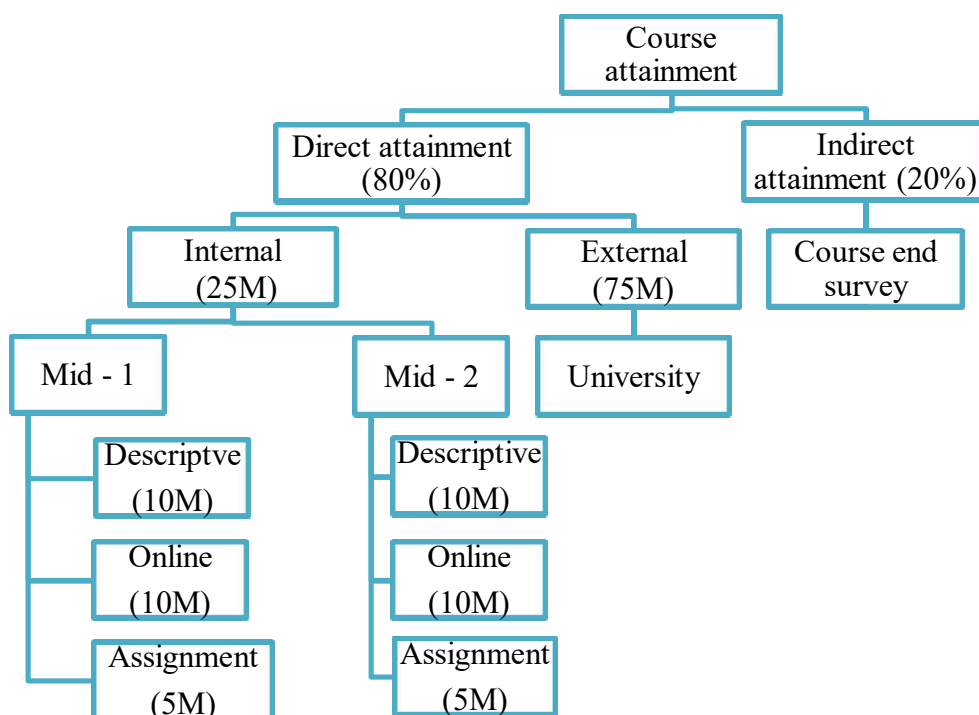 Course
attainment
Direct attainment
(80%)
Indirect
attainment (20%)
Internal
(25M)
External
(75M)
Course end
survey
Mid - 1
Mid - 2
University
Descriptve
(10M)
Descriptive
(10M)
Online
(10M)
Online
(10M)
Assignment
(5M)
Assignment
(5M)